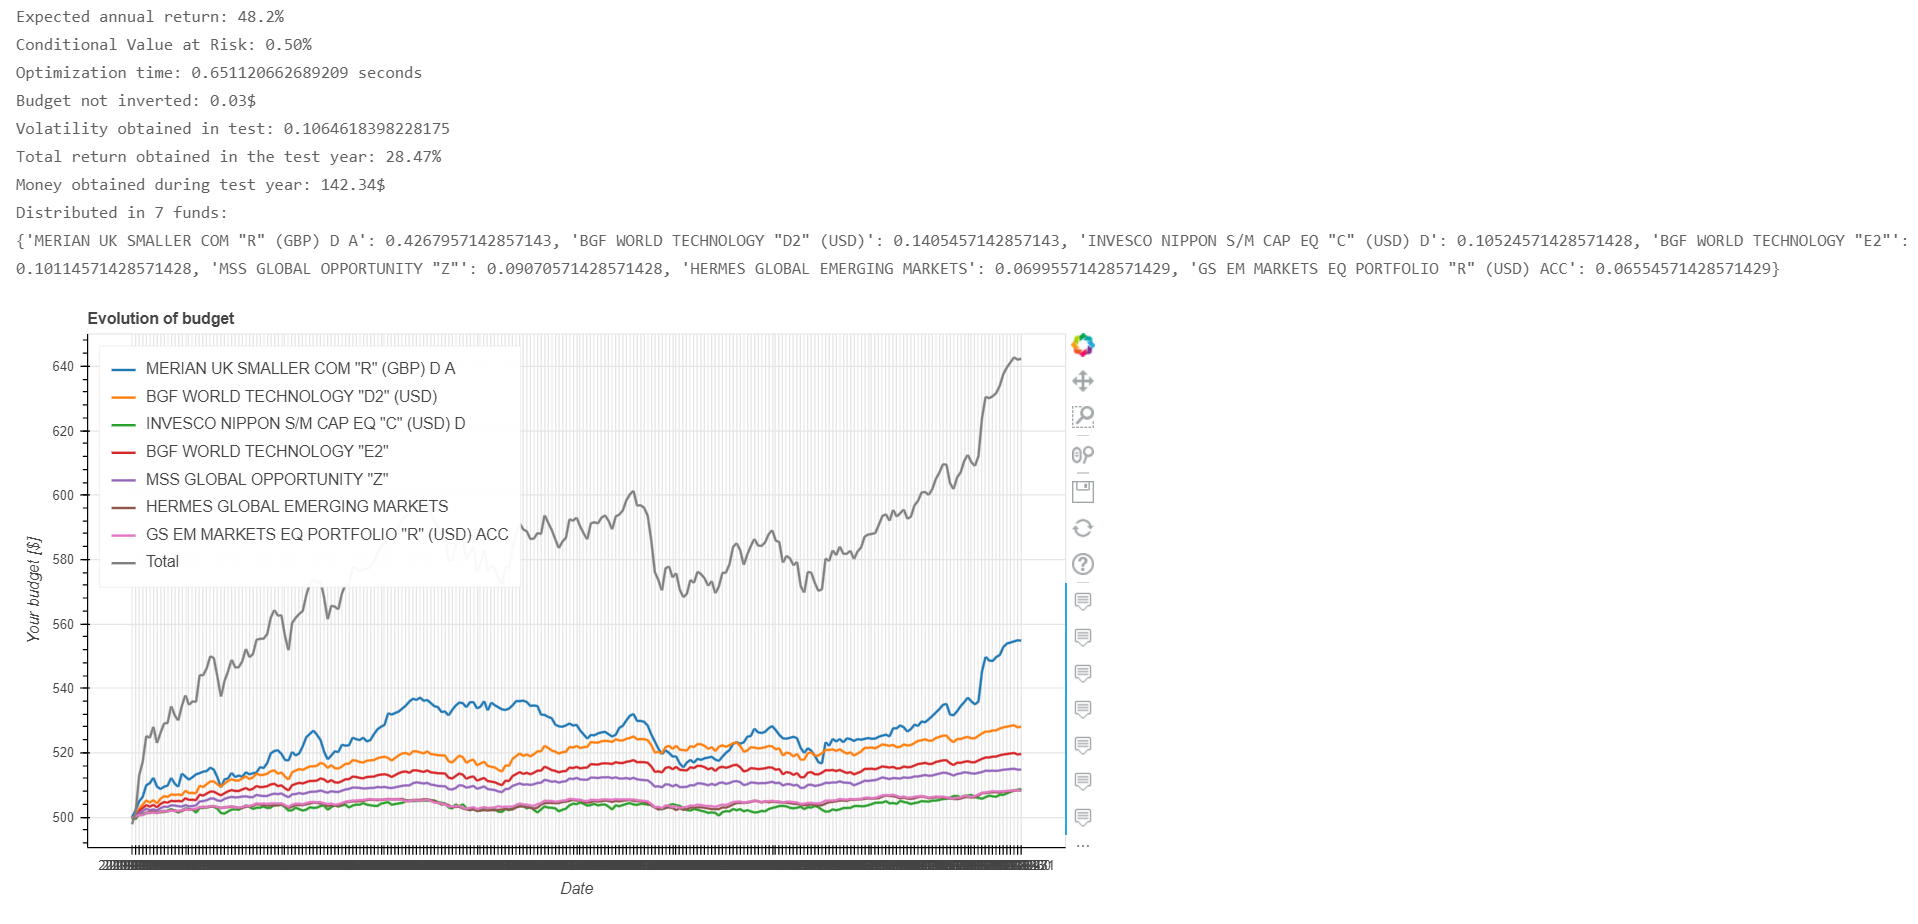 Expected annual return: 48.2%
Conditional Value at Risk: 0.50%
Optimization time: 0.651120662689209 seconds
Budget not inverted: 0.03$
Volatility obtained in test: 0.1064618398228175
Total return obtained in the test year: 28.47%
Money obtained during test year: 142.34$
Distributed in 7 funds:
{'MERIAN UK SMALLER COM "R" (GBP) D A': 0.4267957142857143, 'BGF WORLD TECHNOLOGY "D2" (USD)': 0.1405457142857143, 'INVESCO NIPPON S/M CAP EQ "C" (USD) D': 0.10524571428571428, 'BGF WORLD TECHNOLOGY "E2"':
0.10114571428571428, 'MSS GLOBAL OPPORTUNITY "Z"': 0.09070571428571428, 'HERMES GLOBAL EMERGING MARKETS': 0.06995571428571429, 'GS EM MARKETS EQ PORTFOLIO "R" (USD) ACC': 0.06554571428571429}
Evolution of budget
MERIAN UK SMALLER COM "R" (GBP) D A
BGF WORLD TECHNOLOGY "D2" (USD)
INVESCO NIPPON S/M CAP EQ "C" (USD) D
BGF WORLD TECHNOLOGY "E2"
MSS GLOBAL OPPORTUNITY "Z"
HERMES GLOBAL EMERGING MARKETS
GS EM MARKETS EQ PORTFOLIO "R" (USD) ACC
Total
640
620
600
580
560
540
520
500
Your budget [$]
Date